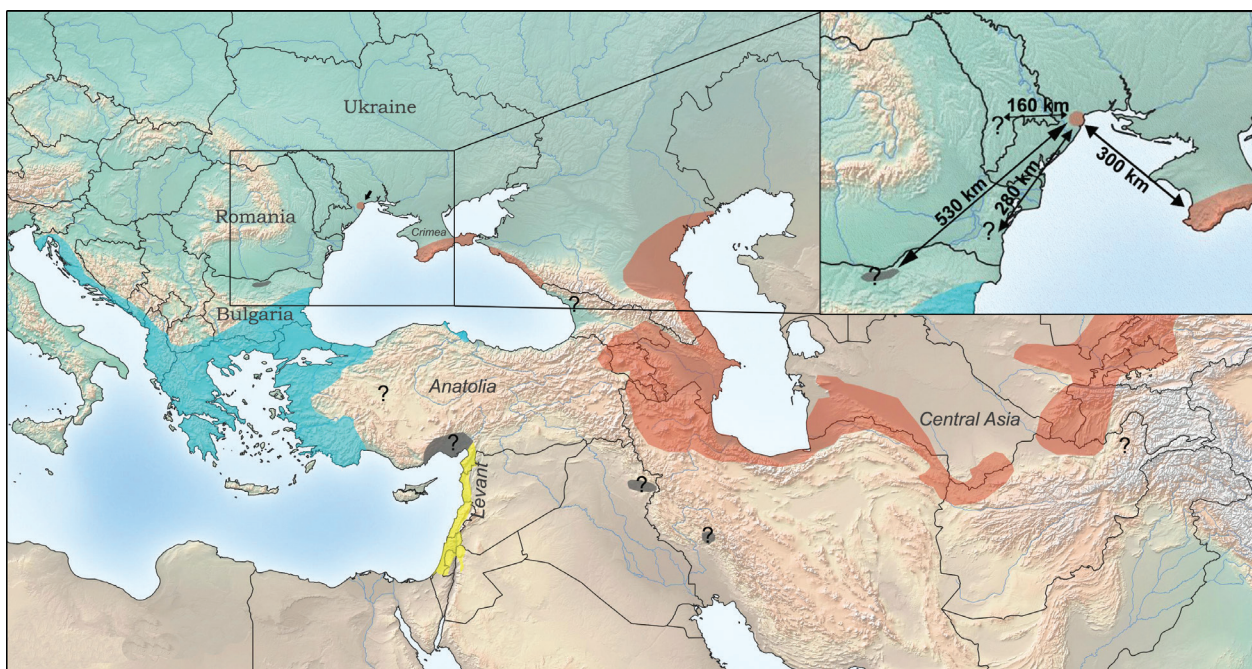 Ukraine
Romania
Crimea
Bulgaria
?
Anatolia
?
?
Levant
?
?
Central Asia
?
160 km
?
530 km
280 km
300 km
?
?